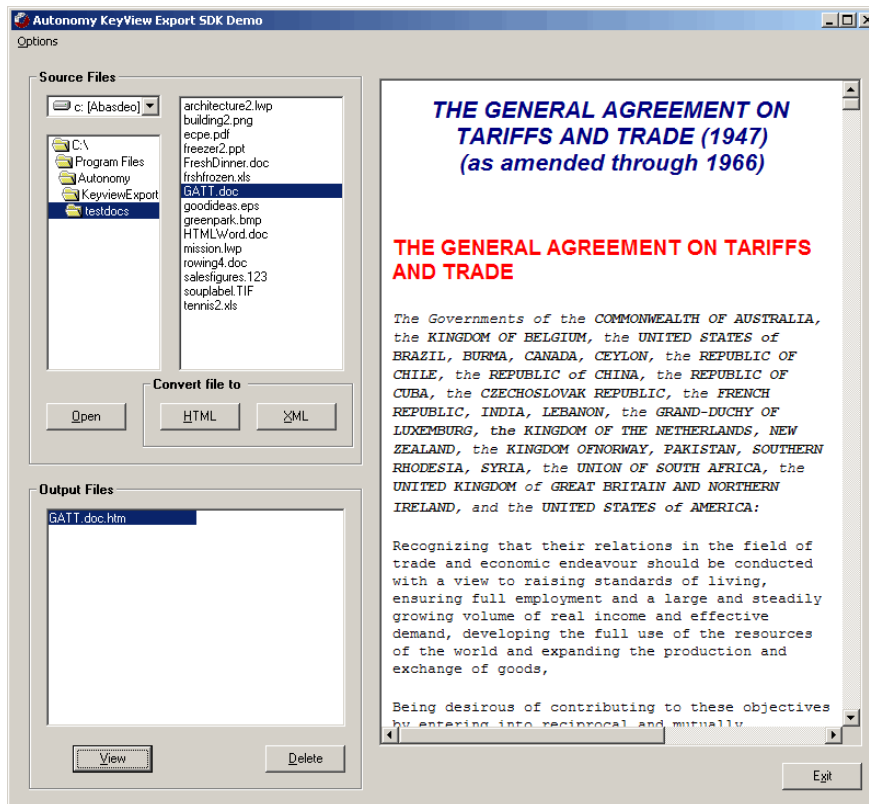 Autonomy KeyView Export SDK Demo
Options
Source Files
c: [Abasdeo]
C:\
Program Files
Autonomy
KeyviewExport
testdocs
architecture2.lwp
building2.png
ecpe.pdf
freezer2.ppt
FreshDinner.doc
frshfrozen.xls
GATT.doc
goodideas.eps
greenpark.bmp
HTMLWord.doc
mission.lwp
rowing4.doc
salesfigures.123
souplabel.TIF
tennis2.xls
Convert file to
Open
HTML
XML
Output Files
GATT.doc.htm
View
Delete
THE GENERAL AGREEMENT ON
TARIFFS AND TRADE (1947)
(as amended through 1966)
THE GENERAL AGREEMENT ON TARIFFS
AND TRADE
The Governments of the COMMONWEALTH OF AUSTRALIA,
the KINGDOM OF BELGIUM, the UNITED STATES of
BRAZIL, BURMA, CANADA, CEYLON, the REPUBLIC OF
CHILE, the REPUBLIC of CHINA, the REPUBLIC OF
CUBA, the CZECHOSLOVAK REPUBLIC, the FRENCH
REPUBLIC, INDIA, LEBANON, the GRAND-DUCHY OF
LUXEMBURG, the KINGDOM OF THE NETHERLANDS, NEW
ZEALAND, the KINGDOM OFNORWAY, PAKISTAN, SOUTHERN
RHODESIA, SYRIA, the UNION OF SOUTH AFRICA, the
UNITED KINGDOM of GREAT BRITAIN AND NORTHERN
IRELAND, and the UNITED STATES of AMERICA:
Recognizing that their relations in the field of
trade and economic endeavour should be conducted
with a view to raising standards of living,
ensuring full employment and a large and steadily
growing volume of real income and effective
demand, developing the full use of the resources
of the world and expanding the production and
exchange of goods,
Being desirous of contributing to these objectives
by entering into reciprocal and mutually
Exit